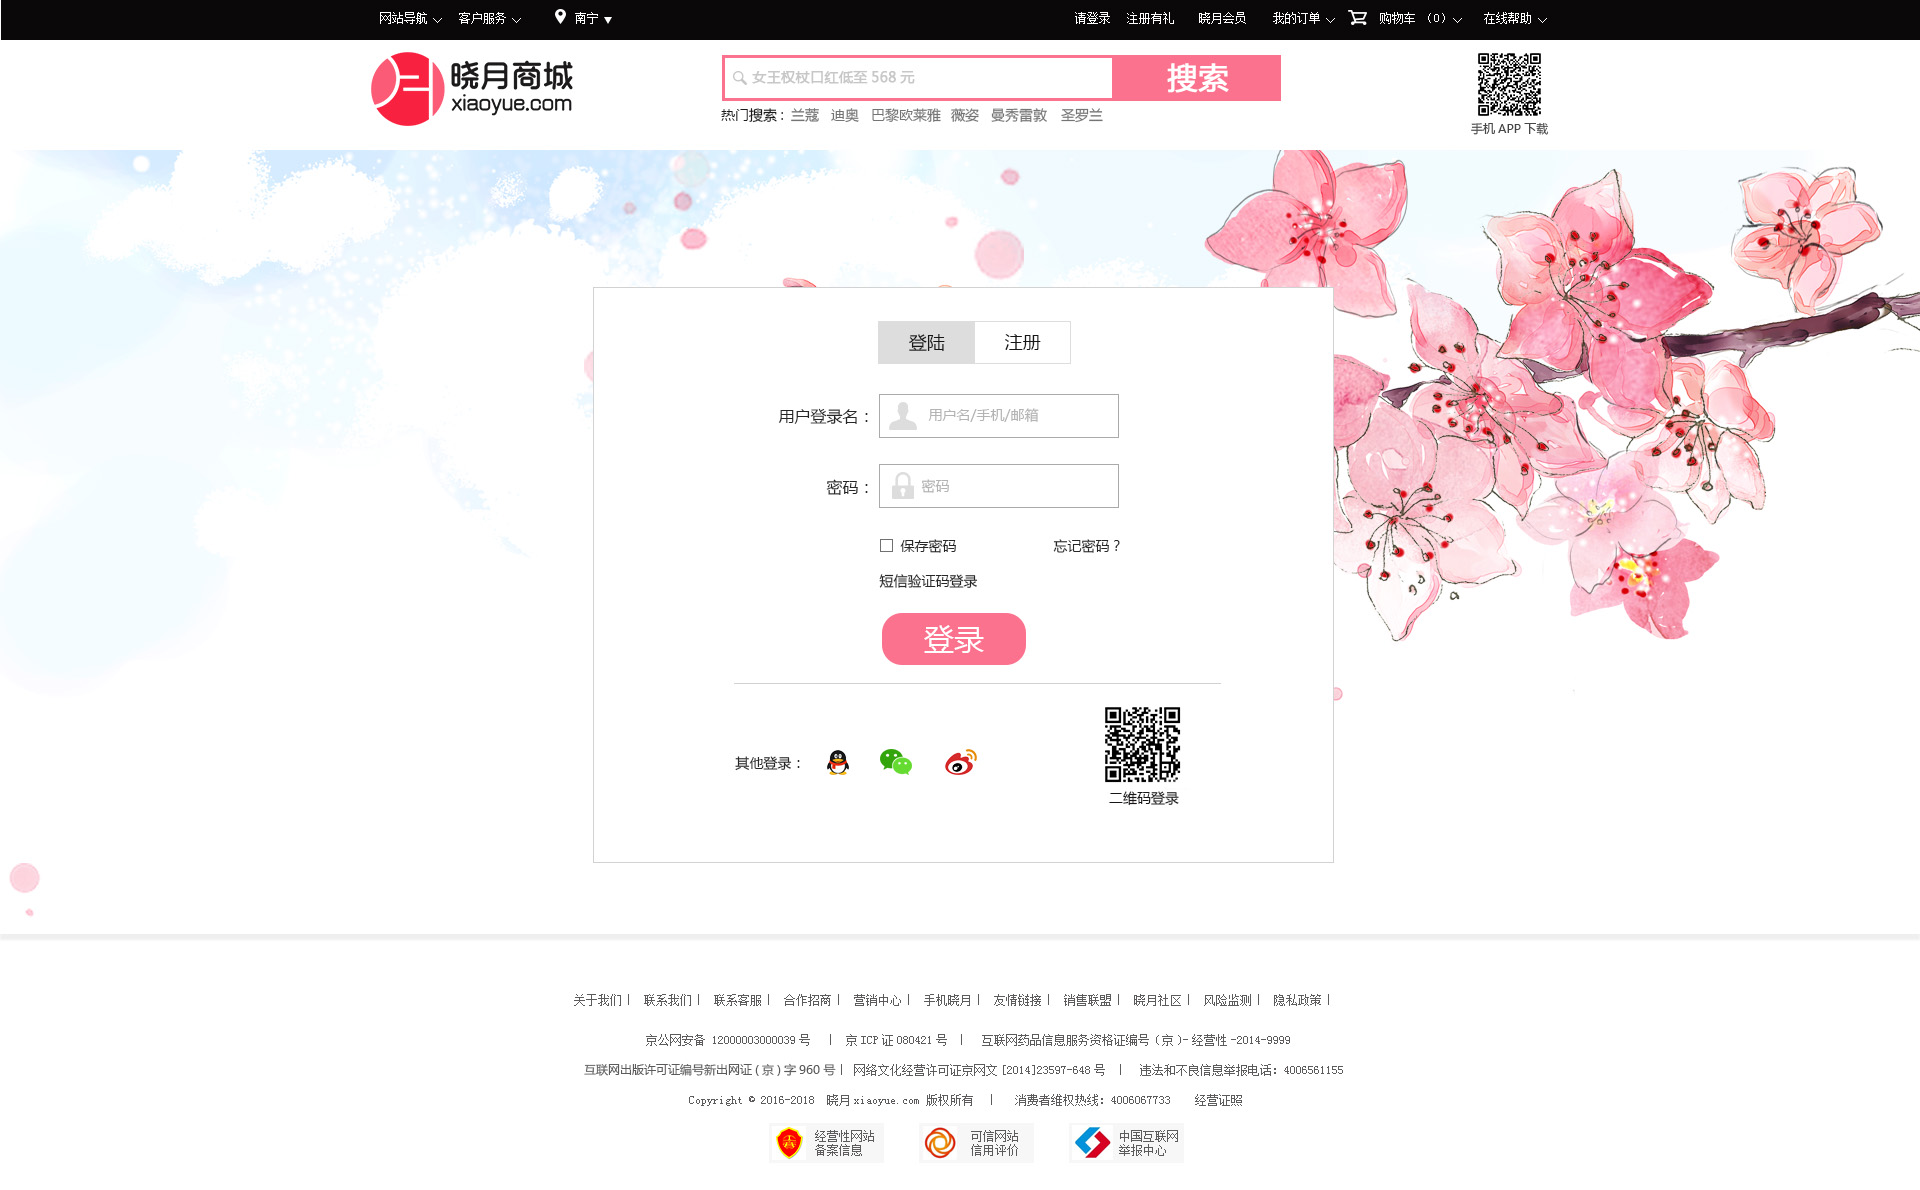 网站导航 客户服务 南宁 请登录 注册有礼 晓月会员 我的订单 购物车 （0） 在线帮助
晓月商城
xiaoyue.com
女王权杖口红低至 568 元 搜索
热门搜索 : 兰蔻 迪奥 巴黎欧莱雅 薇姿 曼秀雷敦 圣罗兰
手机 APP 下载
登陆 注册
用户登录名： 用户名/手机/邮箱
密码： 密码
保存密码 忘记密码？
短信验证码登录
登录
其他登录：
二维码登录
关于我们 | 联系我们 | 联系客服 | 合作招商 | 营销中心 | 手机晓月 | 友情链接 | 销售联盟 | 晓月社区 | 风险监测 | 隐私政策 |
京公网安备 12000003000039 号 | 京 ICP 证 080421 号 | 互联网药品信息服务资格证编号 ( 京 )- 经营性 -2014-9999
互联网出版许可证编号新出网证 ( 京 ) 字 960 号 | 网络文化经营许可证京网文 [2014]23597-648 号 | 违法和不良信息举报电话：4006561155
Copyright © 2016-2018 晓月 xiaoyue.com 版权所有 | 消费者维权热线：4006067733 经营证照
经营性网站
备案信息
可信网站
信用评价
中国互联网
举报中心